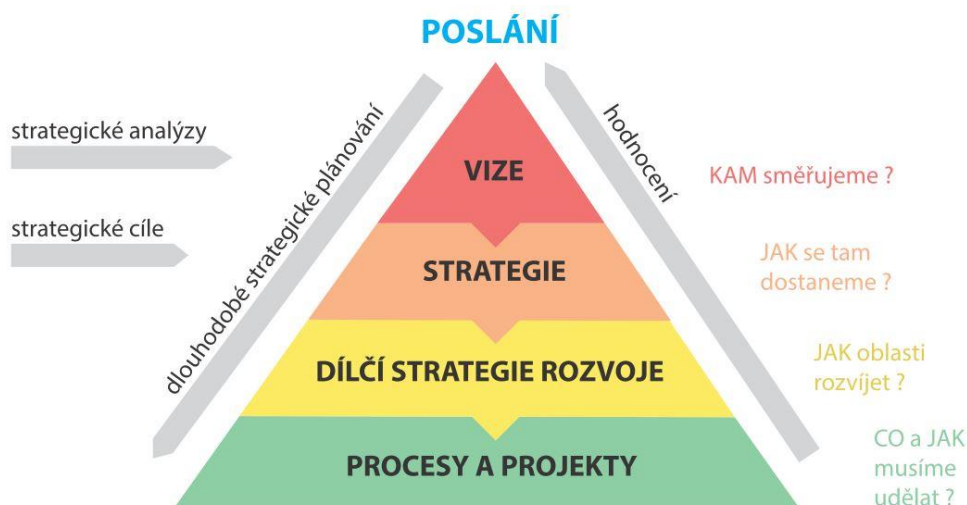 POSLÁNÍ
strategické analýzy
strategické cíle
dlouhodobé strategické plánování
hodnocení
VIZE
KAM směřujeme ?
STRATEGIE
JAK se tam
dostaneme ?
DÍLČÍ STRATEGIE ROZVOJE
JAK oblasti
rozvíjet ?
PROCESY A PROJEKTY
CO a JAK
musíme
udělat ?